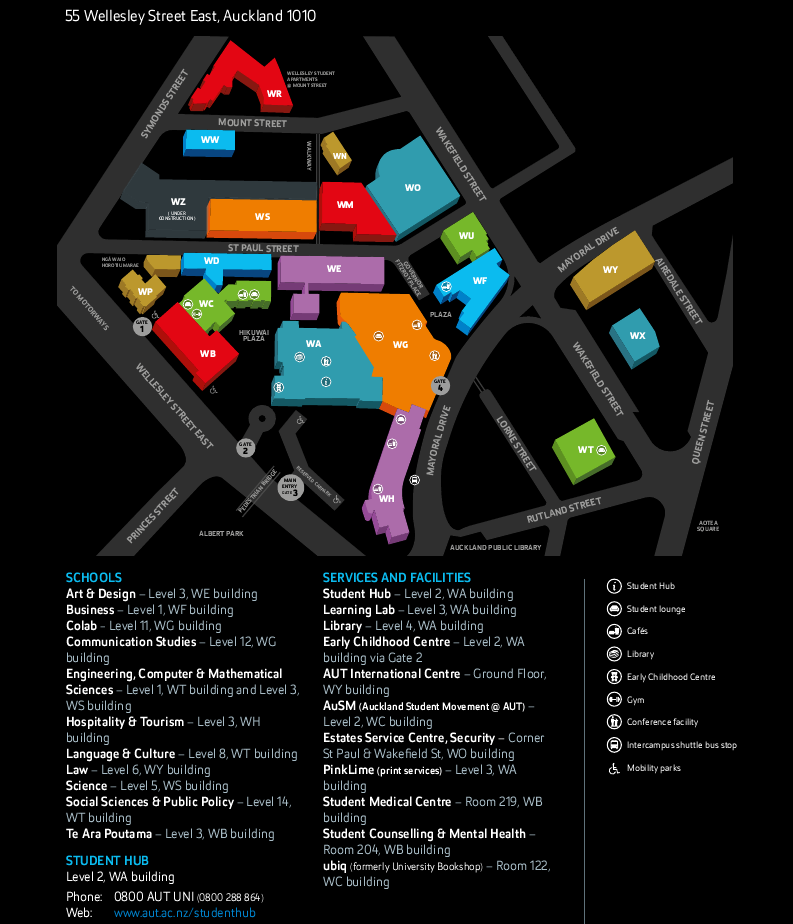 55 Wellesley Street East, Auckland 1010
WELLESLEY STUDENT
APARTMENTS
@ MOUNT STREET
WR
SYMONDS STREET
MOUNT STREET
WW
WALKWAY
WN
WAKEFIELD STREET
WO
WZ
(UNDER
CONSTRUCTION)
WS
WM
WU
ST PAUL STREET
MAYORAL DRIVE
NGĀ WAI O
HOROTIU MARAE
WD
WE
GOVERNOR
FITZROY PLACE
WY
AIREDALE STREET
WP
WC
WF
TO MOTORWAYS
GATE
1
HIKUWAI
PLAZA
PLAZA
WB
WA
WG
WX
GATE
4
WAKEFIELD STREET
WELLESLEY STREET EAST
MAYORAL DRIVE
LORNE STREET
QUEEN STREET
GATE
2
WT
PEDESTRIAN BRIDGE
RESERVED CARPARK
MAIN
ENTRY
GATE 3
WH
PRINCES STREET
RUTLAND STREET
ALBERT PARK
AOTEA
SQUARE
AUCKLAND PUBLIC LIBRARY
SCHOOLS
Art & Design – Level 3, WE building
Business – Level 1, WF building
Colab – Level 11, WG building
Communication Studies – Level 12, WG
building
Engineering, Computer & Mathematical
Sciences – Level 1, WT building and Level 3,
WS building
Hospitality & Tourism – Level 3, WH
building
Language & Culture – Level 8, WT building
Law – Level 6, WY building
Science – Level 5, WS building
Social Sciences & Public Policy – Level 14,
WT building
Te Ara Poutama – Level 3, WB building
STUDENT HUB
Level 2, WA building
Phone: 0800 AUT UNI (0800 288 864)
Web: www.aut.ac.nz/studenthub
SERVICES AND FACILITIES
Student Hub – Level 2, WA building
Learning Lab – Level 3, WA building
Library – Level 4, WA building
Early Childhood Centre – Level 2, WA
building via Gate 2
AUT International Centre – Ground Floor,
WY building
AuSM (Auckland Student Movement @ AUT) –
Level 2, WC building
Estates Service Centre, Security – Corner
St Paul & Wakefield St, WO building
PinkLime (print services) – Level 3, WA
building
Student Medical Centre – Room 219, WB
building
Student Counselling & Mental Health –
Room 204, WB building
ubiq (formerly University Bookshop) – Room 122,
WC building
Student Hub
Student lounge
Cafés
Library
Early Childhood Centre
Gym
Conference facility
Intercampus shuttle bus stop
Mobility parks